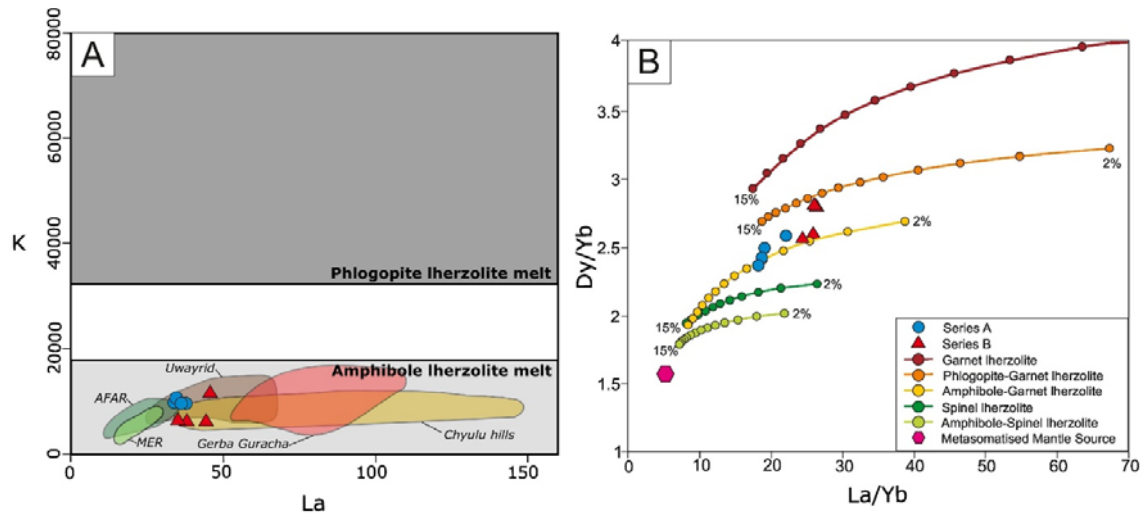 A
80000
60000
K
40000
20000
0
Phlogopite lherzolite melt
Amphibole lherzolite melt
Uwayrid
AFAR
MER
Gerba Guracha
Chyulu hills
0
50
100
150
La
B
4
3.5
3
2.5
2
1.5
1
Dy/Yb
15%
2%
15%
2%
2%
15%
2%
15%
Series A
Series B
Garnet lherzolite
Phlogopite-Garnet lherzolite
Amphibole-Garnet lherzolite
Spinel lherzolite
Amphibole-Spinel lherzolite
Metasomatised Mantle Source
0
10
20
30
40
50
60
70
La/Yb